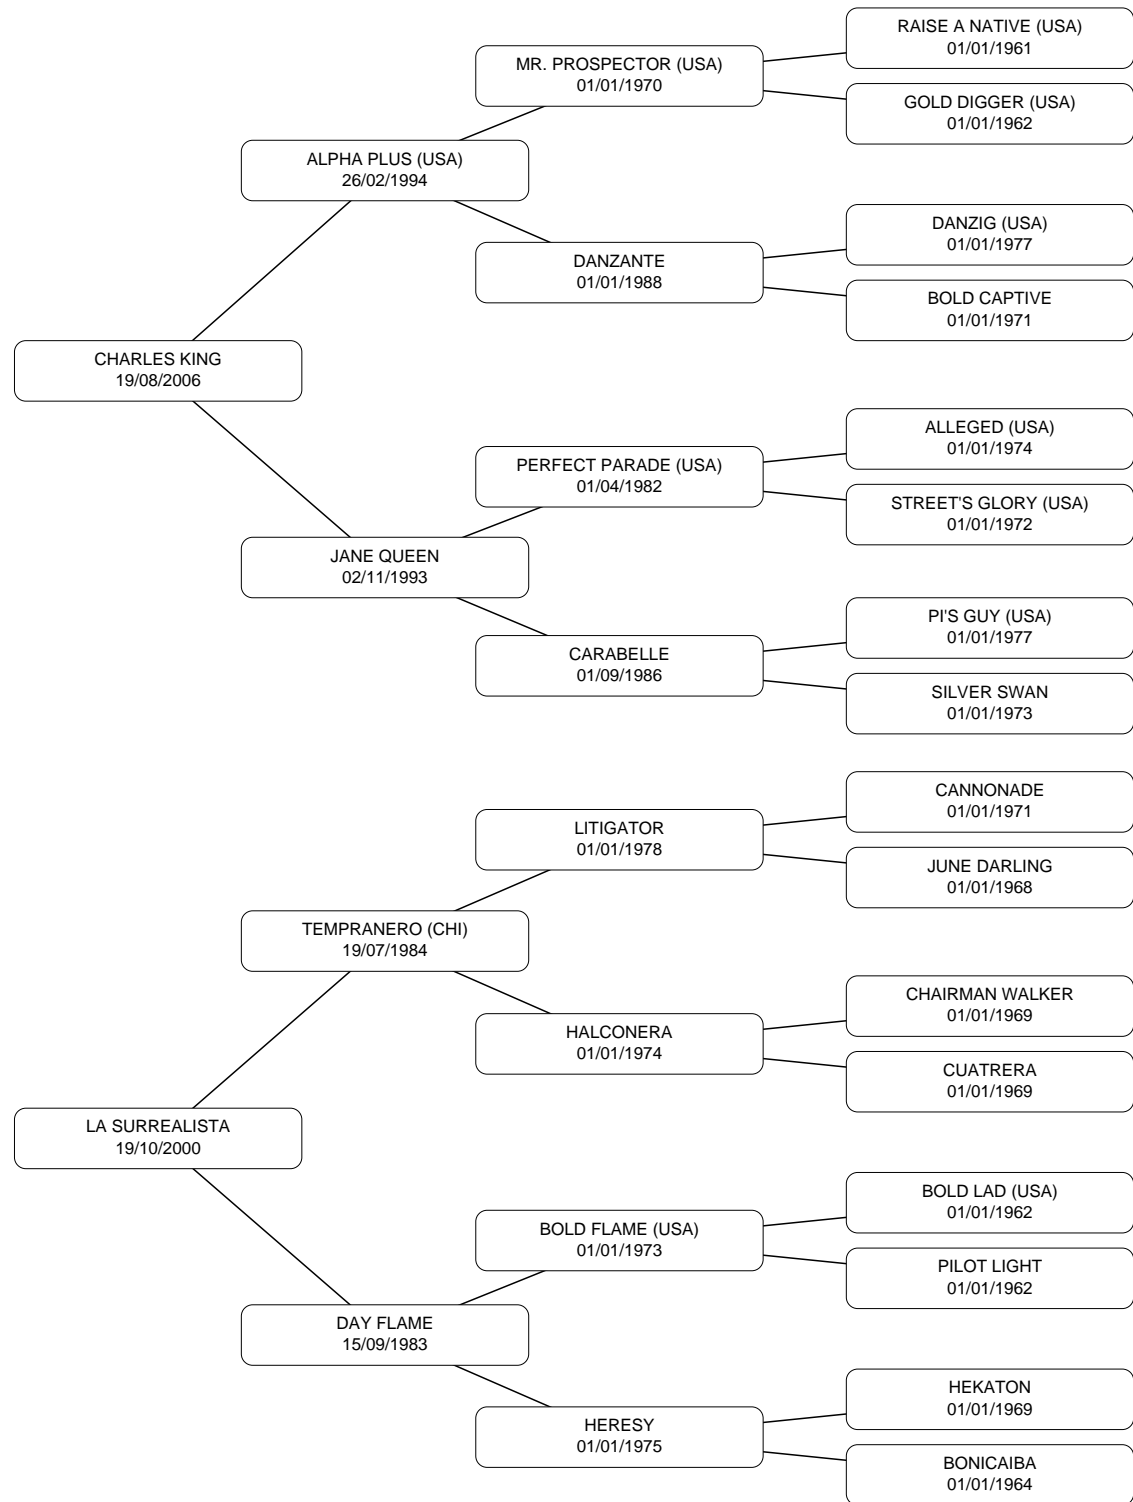 RAISE A NATIVE (USA)
01/01/1961
MR. PROSPECTOR (USA)
01/01/1970
GOLD DIGGER (USA)
01/01/1962
ALPHA PLUS (USA)
26/02/1994
DANZIG (USA)
01/01/1977
DANZANTE
01/01/1988
BOLD CAPTIVE
01/01/1971
CHARLES KING
19/08/2006
ALLEGED (USA)
01/01/1974
PERFECT PARADE (USA)
01/04/1982
STREET'S GLORY (USA)
01/01/1972
JANE QUEEN
02/11/1993
PI'S GUY (USA)
01/01/1977
CARABELLE
01/09/1986
SILVER SWAN
01/01/1973
CANNONADE
01/01/1971
LITIGATOR
01/01/1978
JUNE DARLING
01/01/1968
TEMPRANERO (CHI)
19/07/1984
CHAIRMAN WALKER
01/01/1969
HALCONERA
01/01/1974
CUATRERA
01/01/1969
LA SURREALISTA
19/10/2000
BOLD LAD (USA)
01/01/1962
BOLD FLAME (USA)
01/01/1973
PILOT LIGHT
01/01/1962
DAY FLAME
15/09/1983
HEKATON
01/01/1969
HERESY
01/01/1975
BONICAIBA
01/01/1964